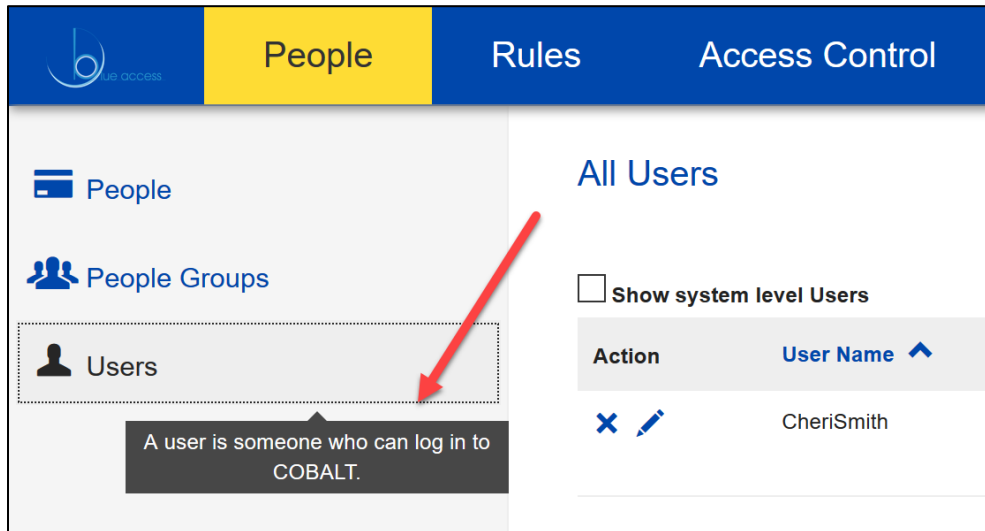 blue access
People
Rules
Access Control
People
People Groups
Users
A user is someone who can log in to
COBALT.
All Users
Show system level Users
Action
User Name
CheriSmith